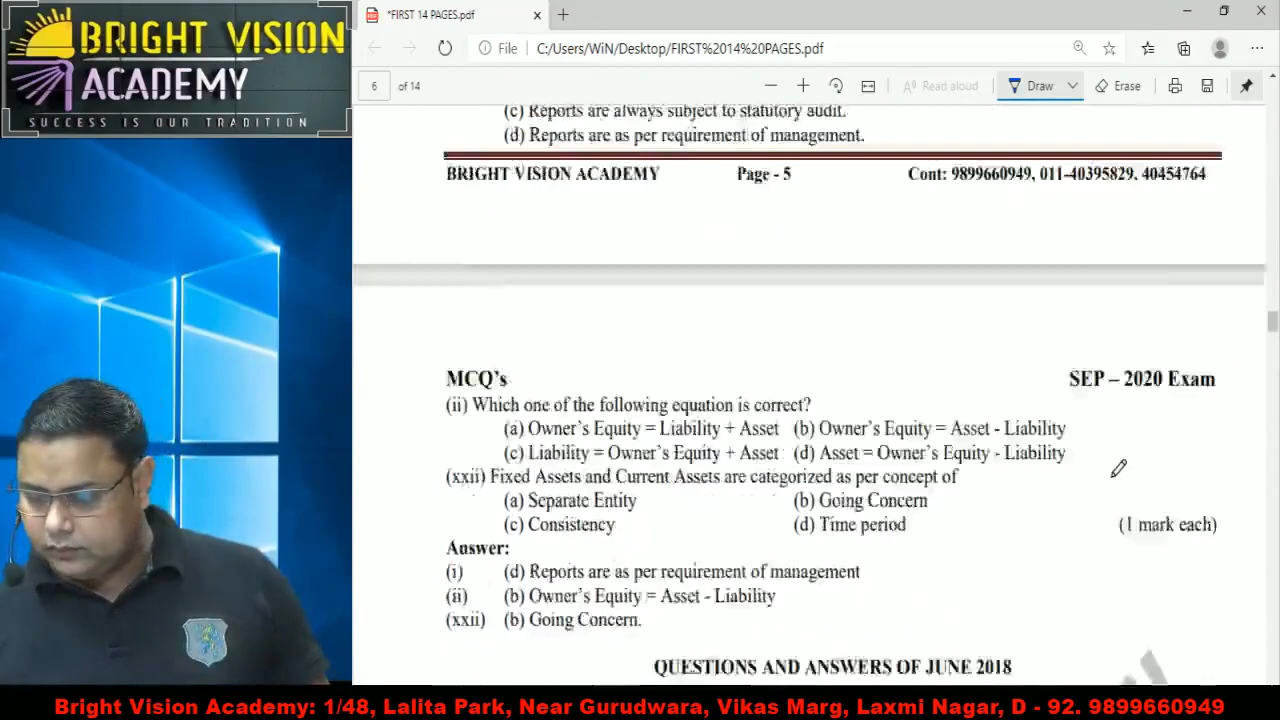 BRIGHT VISION
ACADEMY
SUCCESS IS OUR TRADITION
*FIRST 14 PAGES.pdf
File C:/Users/WiN/Desktop/FIRST%2014%20PAGES.pdf
6 of 14 Read aloud Draw Erase
(c) Reports are always subject to statutory audit.
(d) Reports are as per requirement of management.
BRIGHT VISION ACADEMY Page - 5 Cont: 9899660949, 011-40395829, 40454764
MCQ's SEP – 2020 Exam
(ii) Which one of the following equation is correct?
(a) Owner's Equity = Liability + Asset (b) Owner's Equity = Asset - Liability
(c) Liability = Owner's Equity + Asset (d) Asset = Owner's Equity - Liability
(xxii) Fixed Assets and Current Assets are categorized as per concept of
(a) Separate Entity (b) Going Concern
(c) Consistency (d) Time period (1 mark each)
Answer:
(i) (d) Reports are as per requirement of management
(ii) (b) Owner's Equity = Asset - Liability
(xxii) (b) Going Concern.
QUESTIONS AND ANSWERS OF JUNE 2018
Bright Vision Academy: 1/48, Lalita Park, Near Gurudwara, Vikas Marg, Laxmi Nagar, D - 92. 9899660949